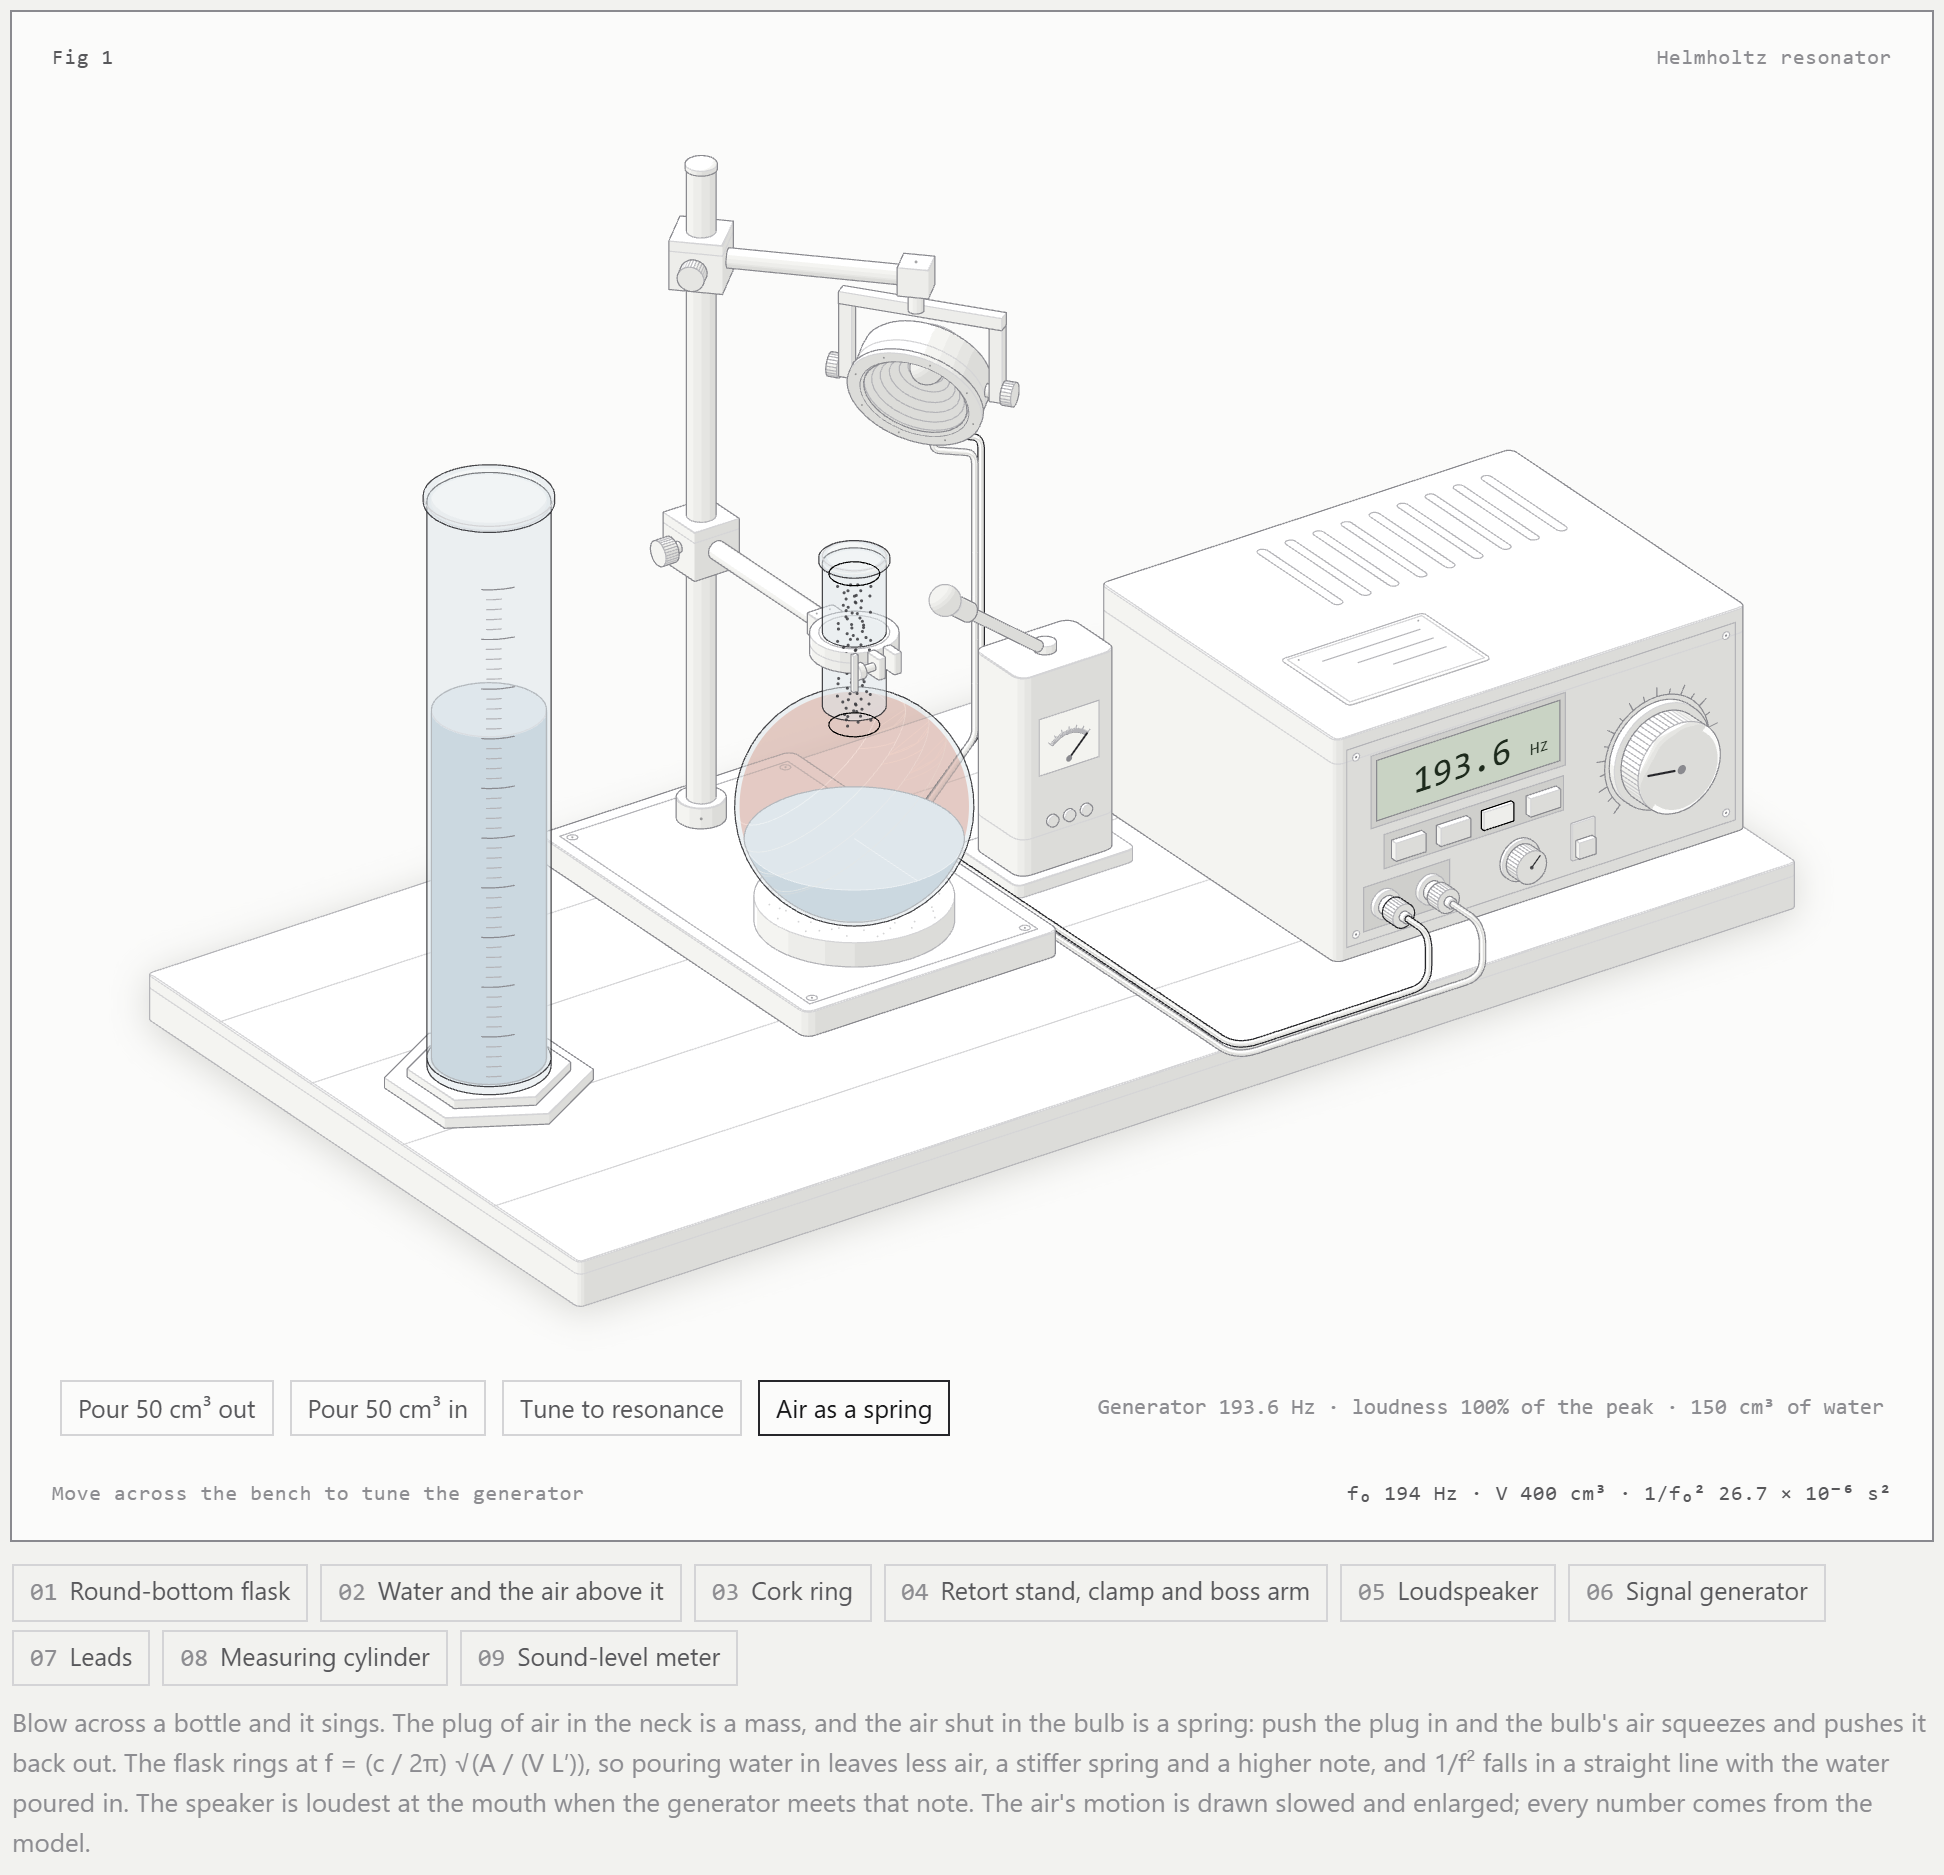 Fig 1
Helmholtz resonator
193.6 Hz
Pour 50 cm³ out
Pour 50 cm³ in
Tune to resonance
Air as a spring
Generator 193.6 Hz · loudness 100% of the peak · 150 cm³ of water
Move across the bench to tune the generator
f₀ 194 Hz · V 400 cm³ · 1/f₀² 26.7 × 10⁻⁶ s²
01 Round-bottom flask
02 Water and the air above it
03 Cork ring
04 Retort stand, clamp and boss arm
05 Loudspeaker
06 Signal generator
07 Leads
08 Measuring cylinder
09 Sound-level meter
Blow across a bottle and it sings. The plug of air in the neck is a mass, and the air shut in the bulb is a spring: push the plug in and the bulb's air squeezes and pushes it
back out. The flask rings at f = (c / 2π) √(A / (V L′)), so pouring water in leaves less air, a stiffer spring and a higher note, and 1/f² falls in a straight line with the water
poured in. The speaker is loudest at the mouth when the generator meets that note. The air's motion is drawn slowed and enlarged; every number comes from the
model.